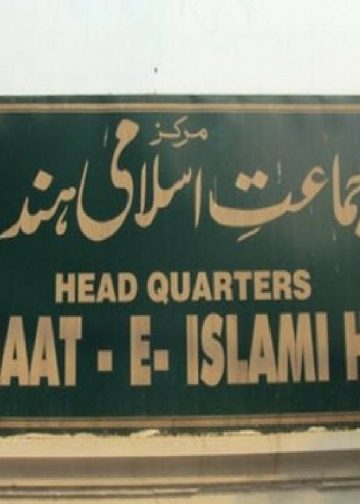 مرکز
جماعتِ اسلامی ہند
HEAD QUARTERS
AAT - E- ISLAMI H